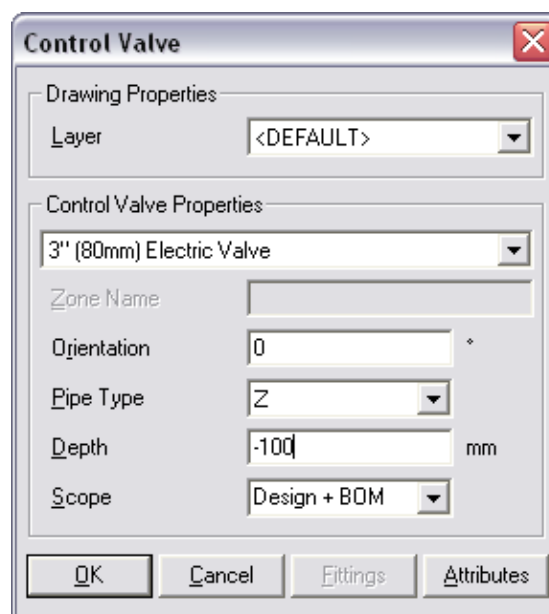 Control Valve
Drawing Properties
Layer <DEFAULT>
Control Valve Properties
3" (80mm) Electric Valve
Zone Name
Orientation 0 °
Pipe Type Z
Depth -100 mm
Scope Design + BOM
OK Cancel Fittings Attributes